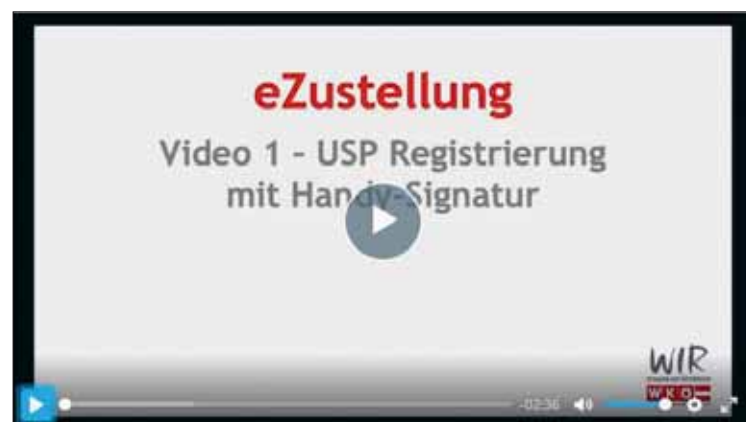 eZustellung
Video 1 - USP Registrierung
mit Handy-Signatur
WIR
WKO
-02:36